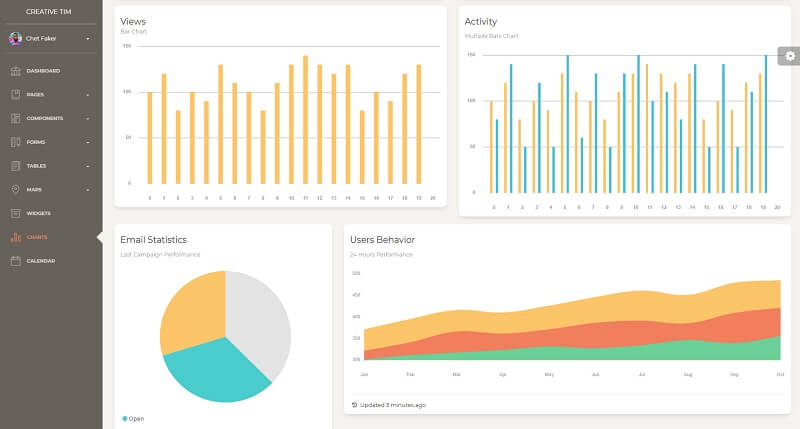 CREATIVE TIM
Chet Faker
DASHBOARD
PAGES
COMPONENTS
FORMS
TABLES
MAPS
WIDGETS
CHARTS
CALENDAR
Views
Bar Chart
150
100
50
0
0 1 2 3 4 5 6 7 8 9 10 11 12 13 14 15 16 17 18 19 20
Activity
Multiple Bars Chart
150
100
50
0
0 1 2 3 4 5 6 7 8 9 10 11 12 13 14 15 16 17 18 19 20
Email Statistics
Last Campaign Performance
Open
Users Behavior
24 Hours Performance
500
450
400
350
300
Jan Feb Mar Apr May Jun Jul Aug Sep Oct
Updated 3 minutes ago